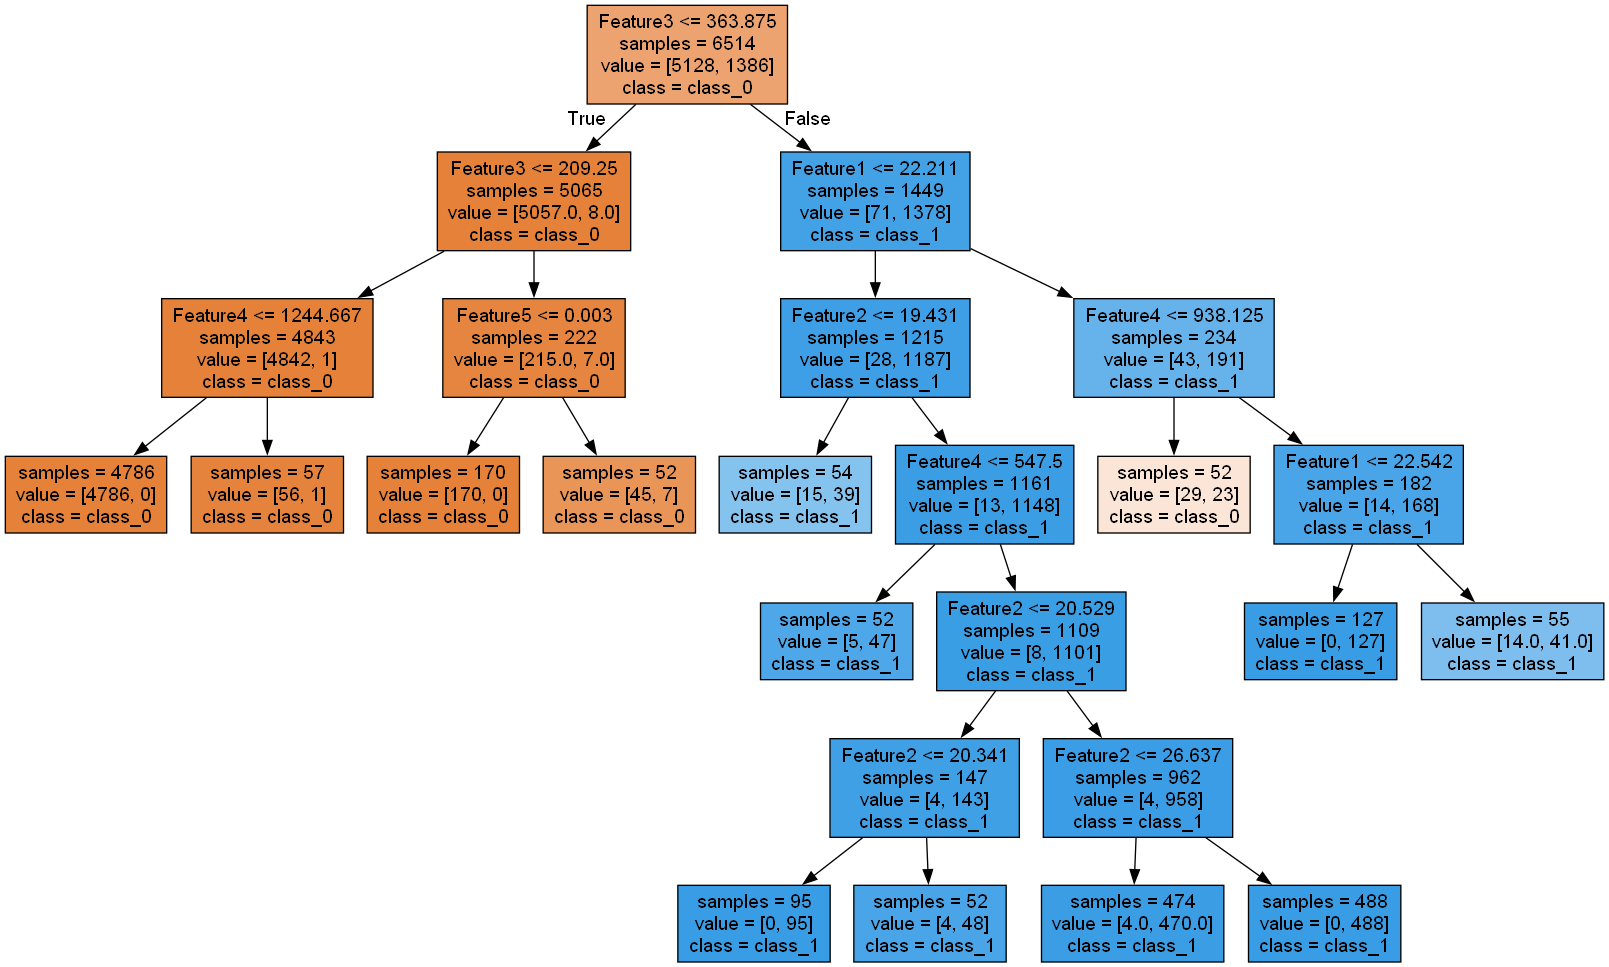 Feature3 <= 363.875
samples = 6514
value = [5128, 1386]
class = class_0
True
False
Feature3 <= 209.25
samples = 5065
value = [5057.0, 8.0]
class = class_0
Feature1 <= 22.211
samples = 1449
value = [71, 1378]
class = class_1
Feature4 <= 1244.667
samples = 4843
value = [4842, 1]
class = class_0
Feature5 <= 0.003
samples = 222
value = [215.0, 7.0]
class = class_0
Feature2 <= 19.431
samples = 1215
value = [28, 1187]
class = class_1
Feature4 <= 938.125
samples = 234
value = [43, 191]
class = class_1
samples = 4786
value = [4786, 0]
class = class_0
samples = 57
value = [56, 1]
class = class_0
samples = 170
value = [170, 0]
class = class_0
samples = 52
value = [45, 7]
class = class_0
samples = 54
value = [15, 39]
class = class_1
Feature4 <= 547.5
samples = 1161
value = [13, 1148]
class = class_1
samples = 52
value = [29, 23]
class = class_0
Feature1 <= 22.542
samples = 182
value = [14, 168]
class = class_1
samples = 52
value = [5, 47]
class = class_1
Feature2 <= 20.529
samples = 1109
value = [8, 1101]
class = class_1
samples = 127
value = [0, 127]
class = class_1
samples = 55
value = [14.0, 41.0]
class = class_1
Feature2 <= 20.341
samples = 147
value = [4, 143]
class = class_1
Feature2 <= 26.637
samples = 962
value = [4, 958]
class = class_1
samples = 95
value = [0, 95]
class = class_1
samples = 52
value = [4, 48]
class = class_1
samples = 474
value = [4.0, 470.0]
class = class_1
samples = 488
value = [0, 488]
class = class_1